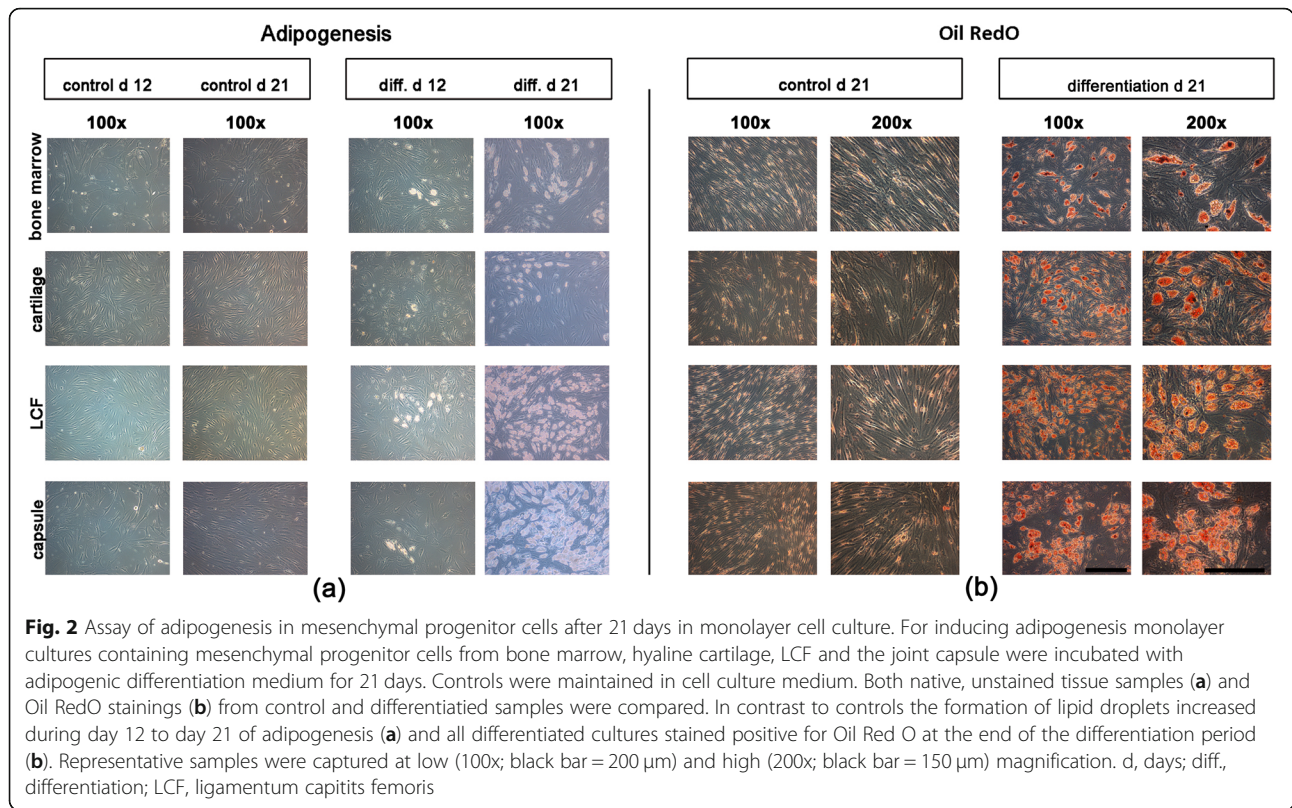 Adipogenesis
Oil RedO
control d 12 control d 21 diff. d 12 diff. d 21
control d 21 differentiation d 21
100x 100x 100x 100x
100x 200x 100x 200x
bone marrow
cartilage
LCF
capsule
(a)
(b)
Fig. 2 Assay of adipogenesis in mesenchymal progenitor cells after 21 days in monolayer cell culture. For inducing adipogenesis monolayer
cultures containing mesenchymal progenitor cells from bone marrow, hyaline cartilage, LCF and the joint capsule were incubated with
adipogenic differentiation medium for 21 days. Controls were maintained in cell culture medium. Both native, unstained tissue samples (a) and
Oil RedO stainings (b) from control and differentiatied samples were compared. In contrast to controls the formation of lipid droplets increased
during day 12 to day 21 of adipogenesis (a) and all differentiated cultures stained positive for Oil Red O at the end of the differentiation period
(b). Representative samples were captured at low (100x; black bar = 200 μm) and high (200x; black bar = 150 μm) magnification. d, days; diff.,
differentiation; LCF, ligamentum capitits femoris